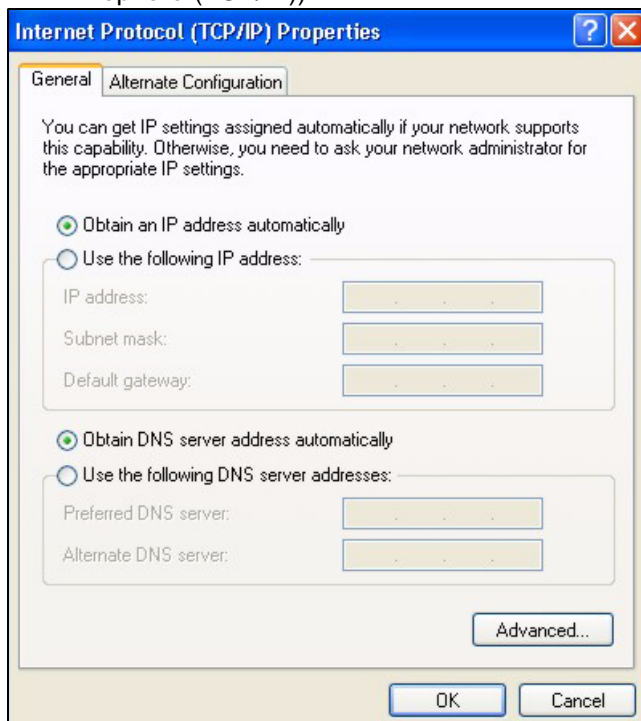 Internet Protocol (TCP/IP) Properties
General
Alternate Configuration
You can get IP settings assigned automatically if your network supports
this capability. Otherwise, you need to ask your network administrator for
the appropriate IP settings.
Obtain an IP address automatically
Use the following IP address:
IP address:
Subnet mask:
Default gateway:
Obtain DNS server address automatically
Use the following DNS server addresses:
Preferred DNS server:
Alternate DNS server:
Advanced...
OK
Cancel